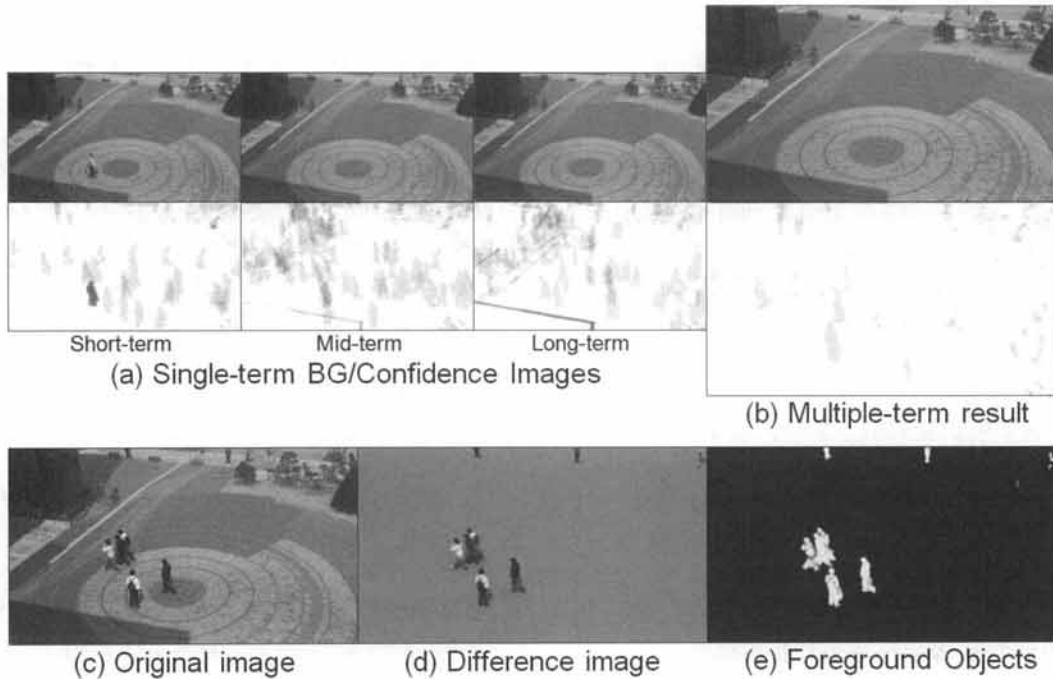 Short-term
Mid-term
Long-term
(a) Single-term BG/Confidence Images
(b) Multiple-term result
(c) Original image
(d) Difference image
(e) Foreground Objects